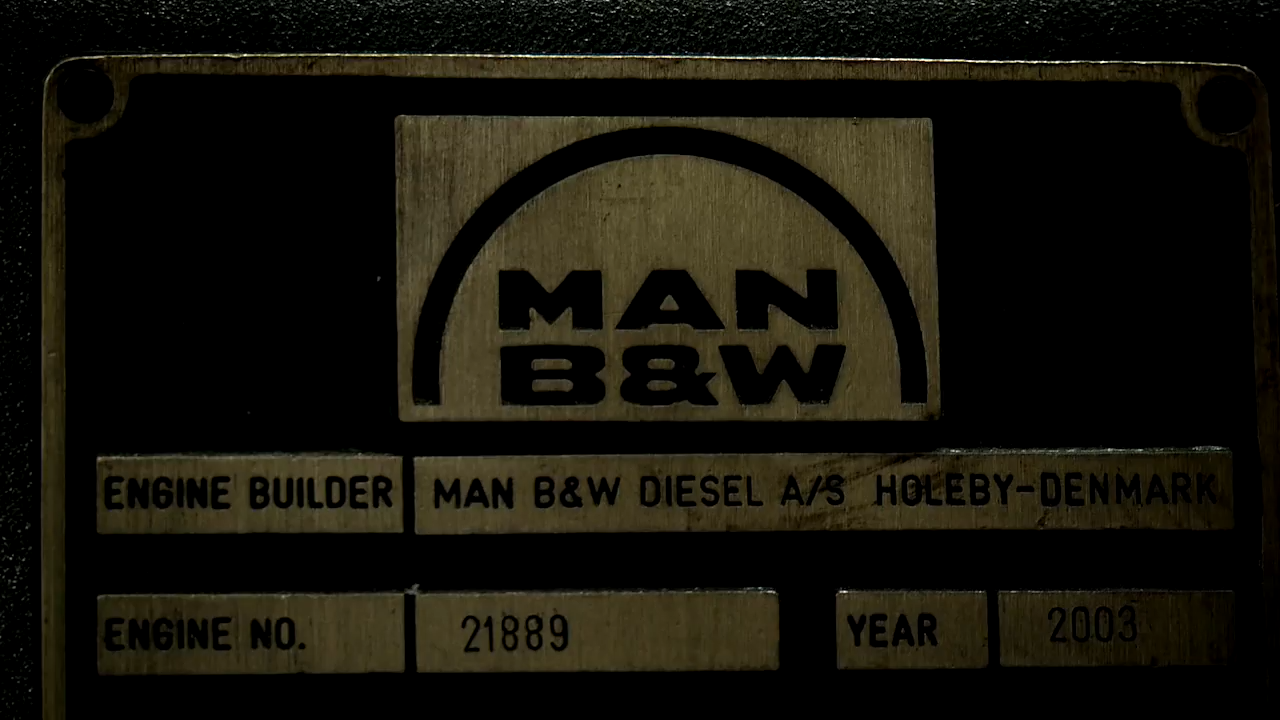 MAN
B&W
ENGINE BUILDER MAN B&W DIESEL A/S HOLEBY-DENMARK
ENGINE NO. 21889 YEAR 2003